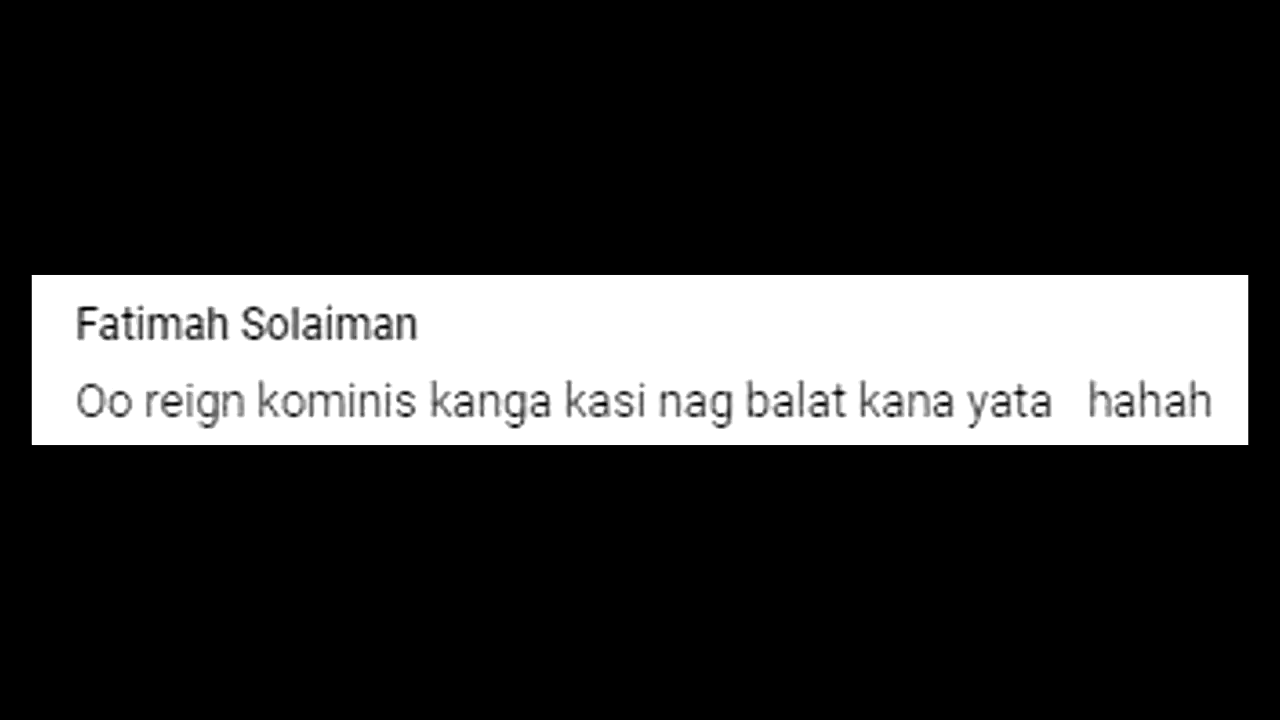 Fatimah Solaiman
Oo reign kominis kanga kasi nag balat kana yata hahah